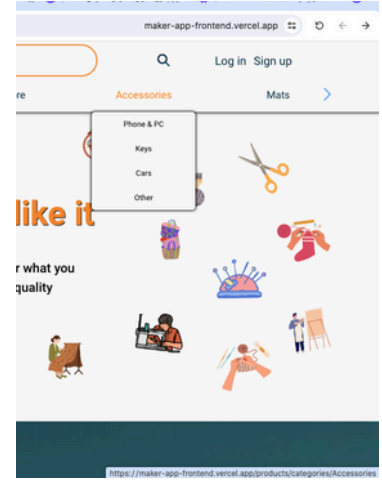 maker-app-frontend.vercel.app
Log in Sign up
re
Accessories
Mats
Phone & PC
Keys
Cars
Other
like it
r what you
quality
https://maker-app-frontend.vercel.app/products/categories/Accessories